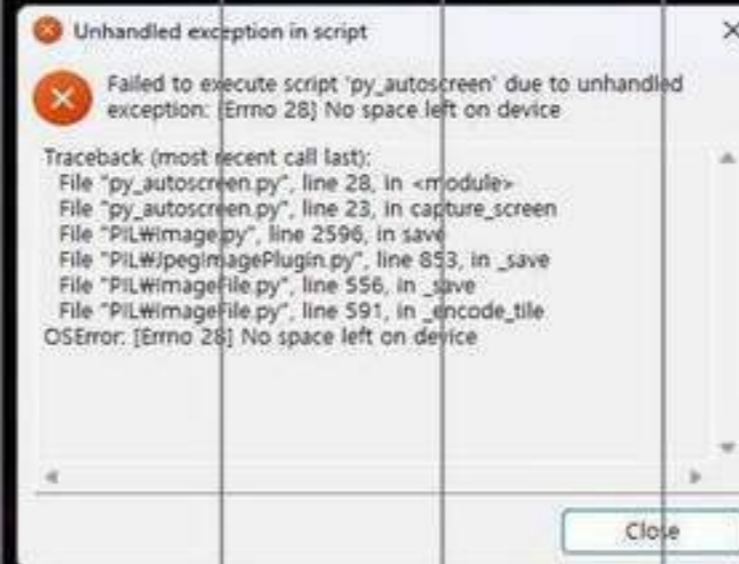 Unhandled exception in script
Failed to execute script 'py_autoscreen' due to unhandled
exception: [Errno 28] No space left on device
Traceback (most recent call last):
File "py_autoscreen.py", line 28, in <module>
File "py_autoscreen.py", line 23, in capture_screen
File "PIL₩Image.py", line 2596, in save
File "PIL₩JpegImagePlugin.py", line 853, in _save
File "PIL₩ImageFile.py", line 556, in _save
File "PIL₩ImageFile.py", line 591, in _encode_tile
OSError: [Errno 28] No space left on device
Close